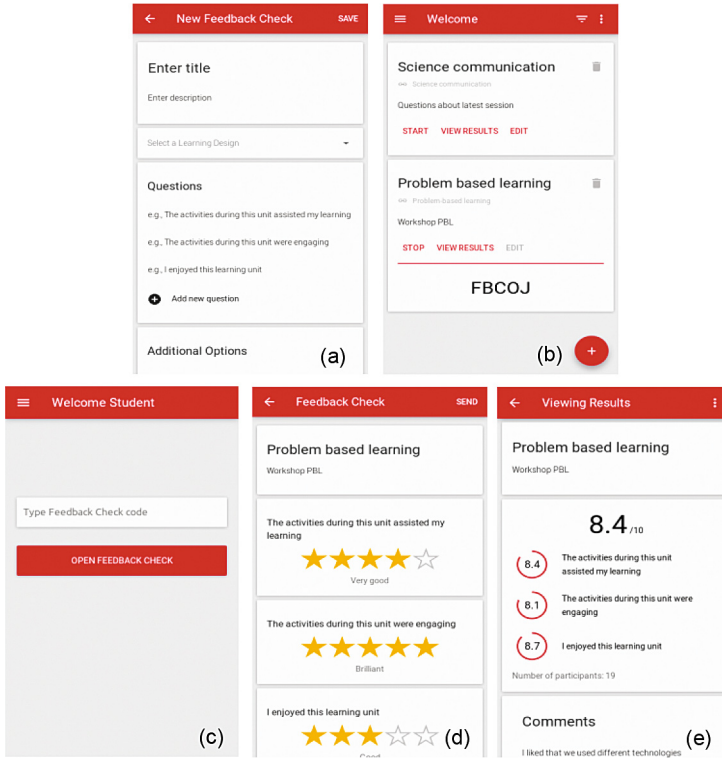 New Feedback Check SAVE
Enter title
Enter description
Select a Learning Design
Questions
e.g., The activities during this unit assisted my learning
e.g., The activities during this unit were engaging
e.g., I enjoyed this learning unit
Add new question
Additional Options
(a)
Welcome
Science communication
Science communication
Questions about latest session
START VIEW RESULTS EDIT
Problem based learning
Problem based learning
Workshop PBL
STOP VIEW RESULTS EDIT
FBCOJ
+
(b)
Welcome Student
Type Feedback Check code
OPEN FEEDBACK CHECK
(c)
Feedback Check SEND
Problem based learning
Workshop PBL
The activities during this unit assisted my
learning
Very good
The activities during this unit were engaging
Brilliant
I enjoyed this learning unit
Good
(d)
Viewing Results
Problem based learning
Workshop PBL
8.4/10
8.4 The activities during this unit
assisted my learning
8.1 The activities during this unit were
engaging
8.7 I enjoyed this learning unit
Number of participants: 19
Comments
I liked that we used different technologies
(e)